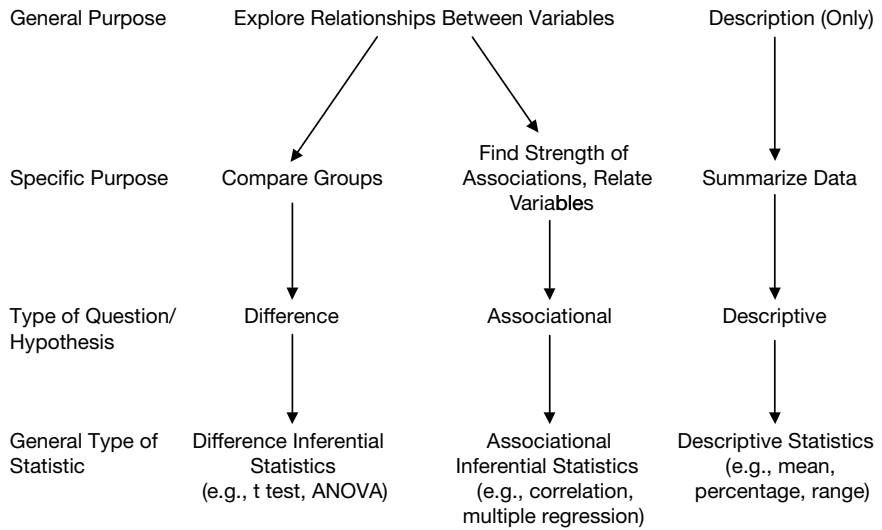 General Purpose
Explore Relationships Between Variables
Description (Only)
Specific Purpose
Compare Groups
Find Strength of
Associations, Relate
Variables
Summarize Data
Type of Question/
Hypothesis
Difference
Associational
Descriptive
General Type of
Statistic
Difference Inferential
Statistics
(e.g., t test, ANOVA)
Associational
Inferential Statistics
(e.g., correlation,
multiple regression)
Descriptive Statistics
(e.g., mean,
percentage, range)